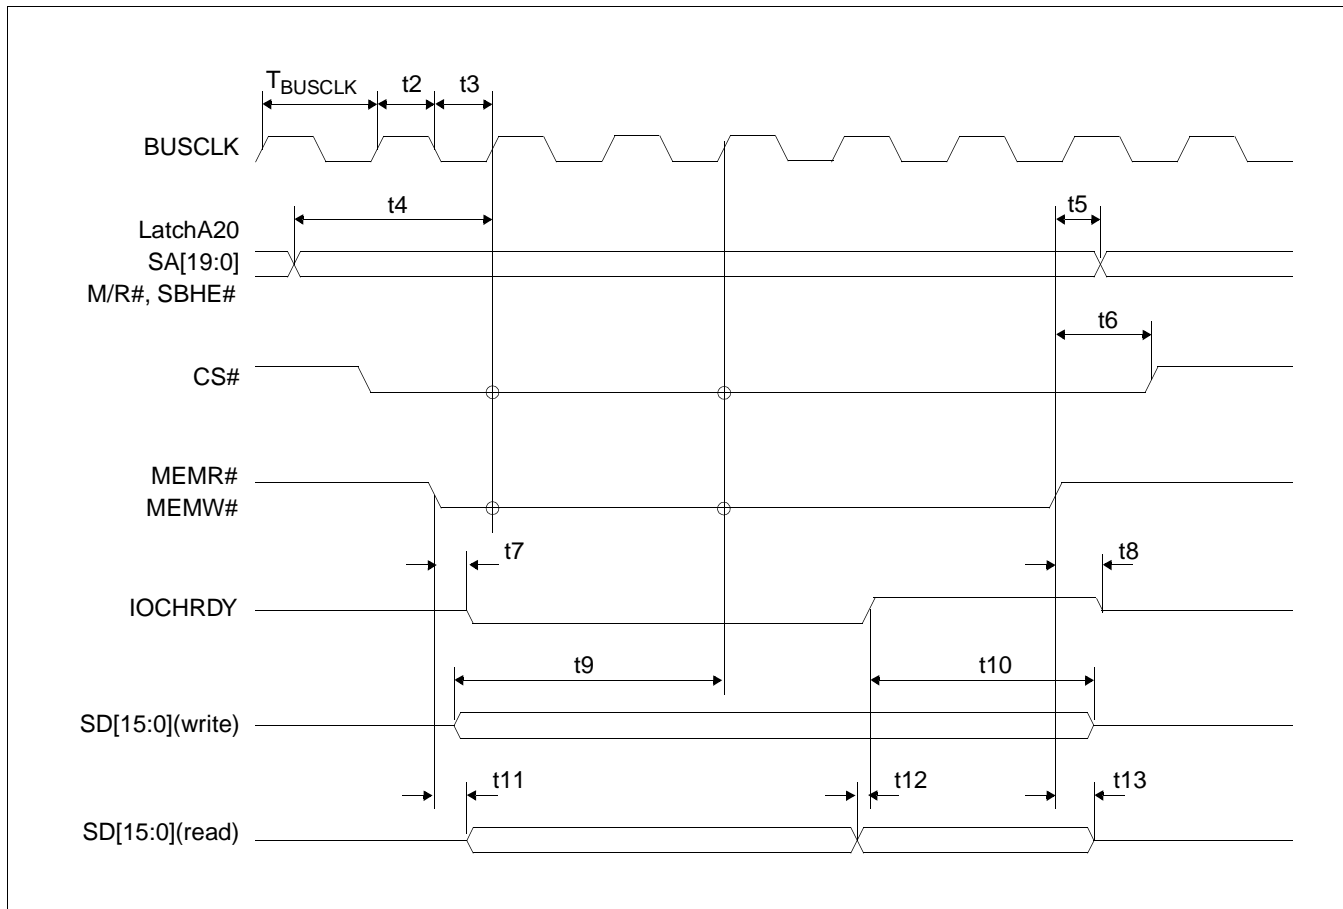 TBUSCLK t2 t3
BUSCLK
t4 t5
LatchA20
SA[19:0]
M/R#, SBHE#
t6
CS#
MEMR#
MEMW#
t7 t8
IOCHRDY
t9 t10
SD[15:0](write)
t11 t12 t13
SD[15:0](read)